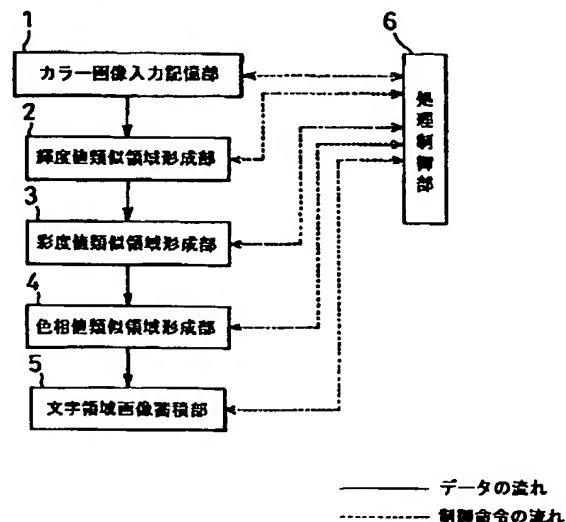 1
カラー画像入力記憶部
2
輝度値類似領域形成部
3
彩度値類似領域形成部
4
色相値類似領域形成部
5
文字領域画像蓄積部
6
処理制御部
データの流れ
制御命令の流れ